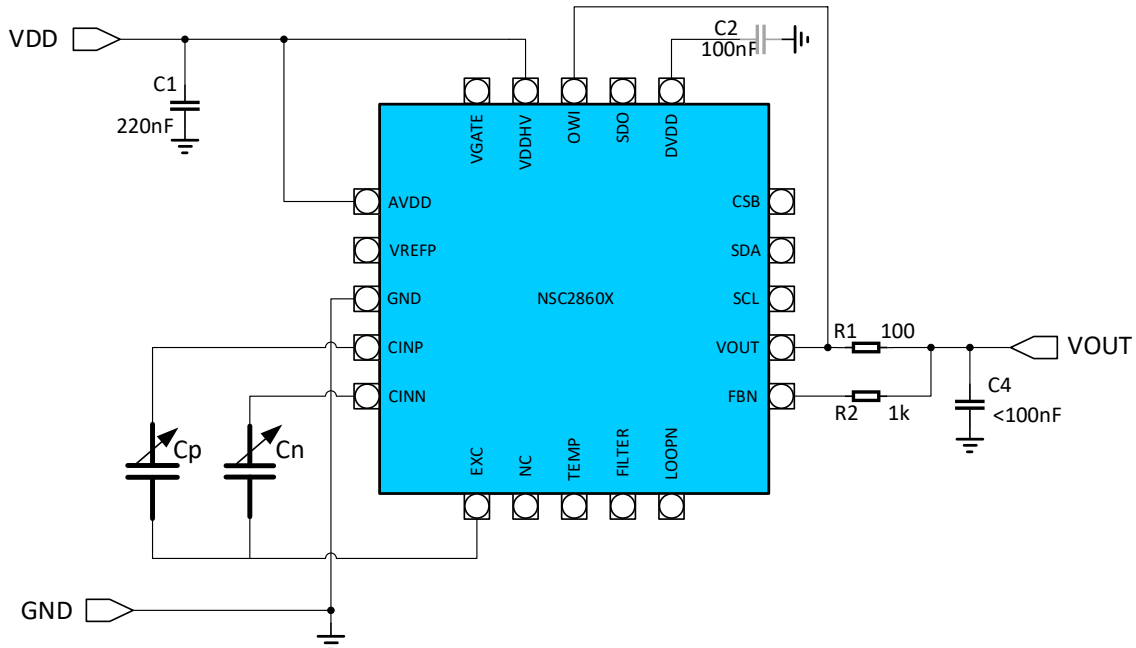 VDD
C1
220nF
C2
100nF
VGATE
VDDHV
OWI
SDO
DVDD
AVDD
VREFP
GND
CINP
CINN
CSB
SDA
SCL
VOUT
FBN
NSC2860X
R1 100
R2 1k
VOUT
C4
<100nF
Cp
Cn
EXC
NC
TEMP
FILTER
LOOPN
GND